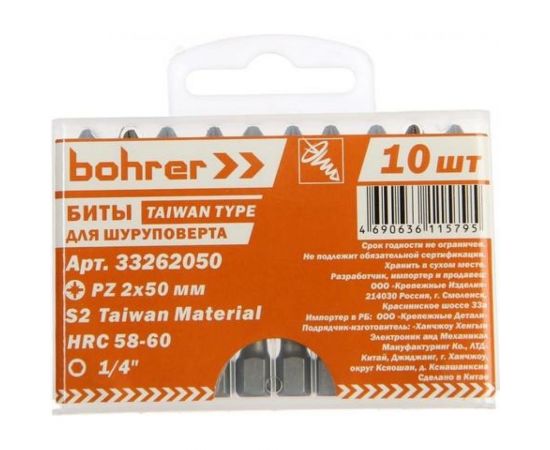 bohrer
10 шт
БИТЫ TAIWAN TYPE
ДЛЯ ШУРУПОВЕРТА
4 690636 115795
Арт. 33262050
PZ 2x50 мм
S2 Taiwan Material
HRC 58-60
1/4"
Срок годности не ограничен.
Не подлежит обязательной сертификации.
Хранить в сухом месте.
Разработчик, импортер и продавец:
ООО «Крепежные Изделия»
214030 Россия, г. Смоленск,
Краснинское шоссе 33а
Импортер в РБ: ООО «Крепежные Детали»
Подрядчик-изготовитель: «Ханчжоу Хенгын
Электроник анд Механикал
Мануфактуринг Ко., ЛТД.
Китай, Джиджанг, г. Ханчжоу
округ Ксяошан, д. Кснашанкиса
Сделано в Китае